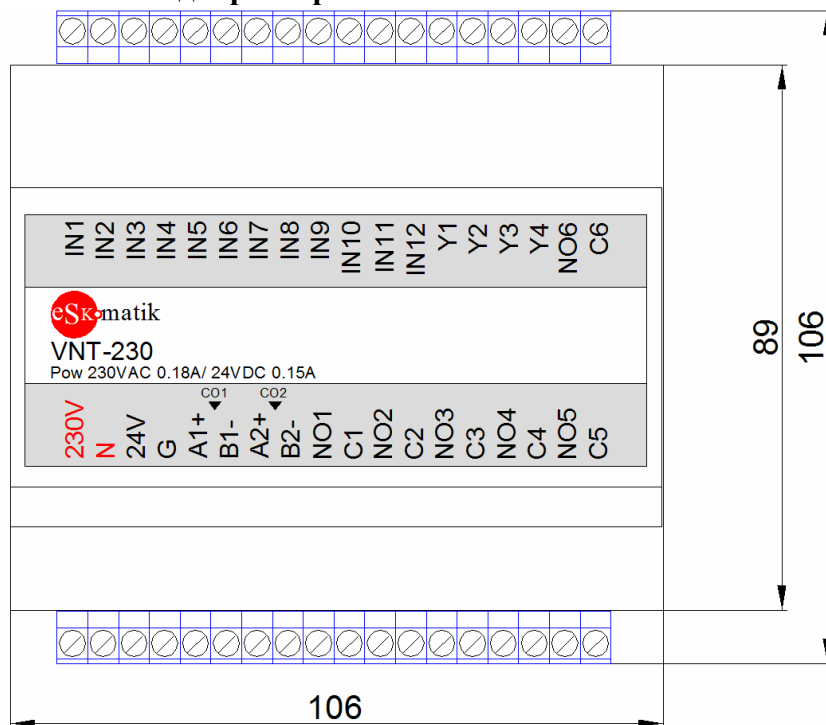 IN1 IN2 IN3 IN4 IN5 IN6 IN7 IN8 IN9 IN10 IN11 IN12 Y1 Y2 Y3 Y4 NO6 C6
eSK•matik
VNT-230
Pow 230VAC 0.18A/ 24VDC 0.15A
CO1 CO2
230V N 24V G A1+ B1- A2+ B2- NO1 C1 NO2 C2 NO3 C3 NO4 C4 NO5 C5
89
106
106